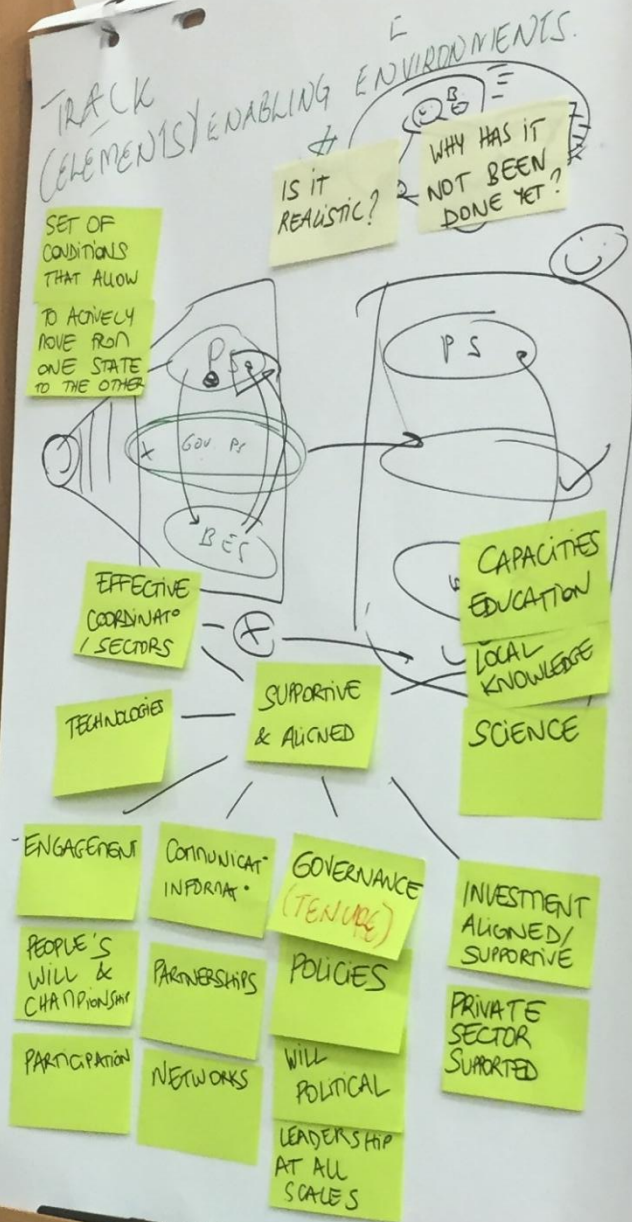 TRACK
(ELEMENTS) ENABLING ENVIRONMENTS.
IS IT
REALISTIC?
WHY HAS IT
NOT BEEN
DONE YET?
SET OF
CONDITIONS
THAT ALLOW
TO ACTIVELY
MOVE FROM
ONE STATE
TO THE OTHER
PS
GOV PS
BES
PS
EFFECTIVE
COORDINATO
/ SECTORS
CAPACITIES
EDUCATION
LOCAL
KNOWLEDGE
SCIENCE
SUPPORTIVE
& ALIGNED
TECHNOLOGIES
ENGAGEMENT
PEOPLE'S
WILL &
CHAMPIONSHIP
PARTICIPATION
COMMUNICAT.
INFORMAT.
PARTNERSHIPS
NETWORKS
GOVERNANCE
(TENURE)
POLICIES
WILL
POLITICAL
LEADERSHIP
AT ALL
SCALES
INVESTMENT
ALIGNED/
SUPPORTIVE
PRIVATE
SECTOR
SUPPORTED